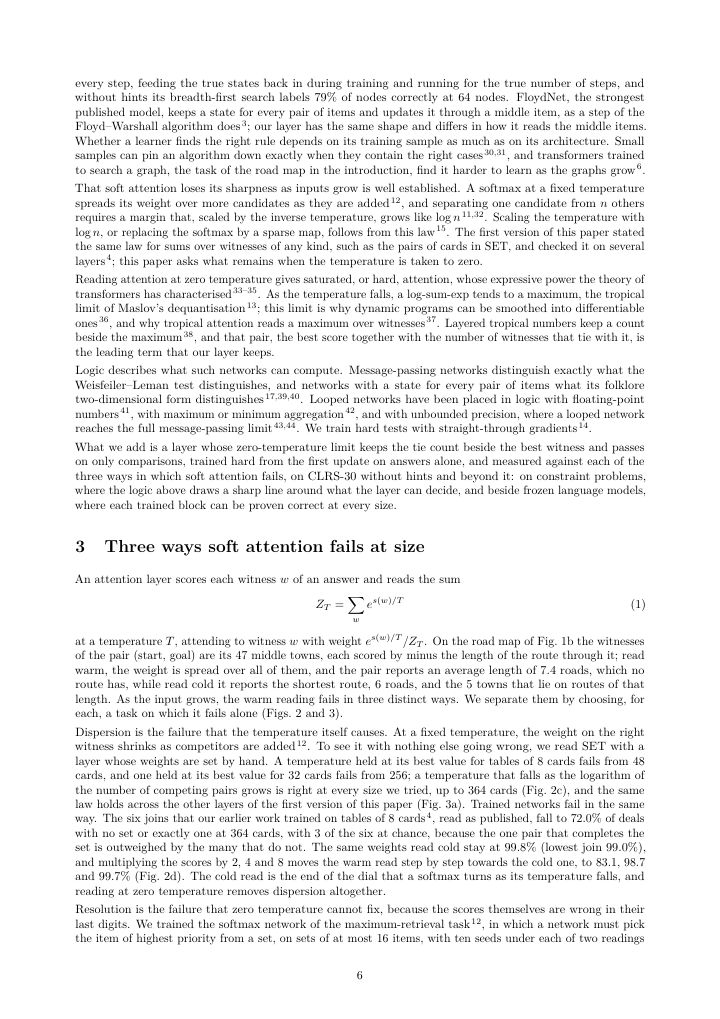 every step, feeding the true states back in during training and running for the true number of steps, and
without hints its breadth-first search labels 79% of nodes correctly at 64 nodes. FloydNet, the strongest
published model, keeps a state for every pair of items and updates it through a middle item, as a step of the
Floyd–Warshall algorithm does3; our layer has the same shape and differs in how it reads the middle items.
Whether a learner finds the right rule depends on its training sample as much as on its architecture. Small
samples can pin an algorithm down exactly when they contain the right cases30,31, and transformers trained
to search a graph, the task of the road map in the introduction, find it harder to learn as the graphs grow6.
That soft attention loses its sharpness as inputs grow is well established. A softmax at a fixed temperature
spreads its weight over more candidates as they are added12, and separating one candidate from n others
requires a margin that, scaled by the inverse temperature, grows like log n11,32. Scaling the temperature with
log n, or replacing the softmax by a sparse map, follows from this law15. The first version of this paper stated
the same law for sums over witnesses of any kind, such as the pairs of cards in SET, and checked it on several
layers4; this paper asks what remains when the temperature is taken to zero.
Reading attention at zero temperature gives saturated, or hard, attention, whose expressive power the theory of
transformers has characterised33–35. As the temperature falls, a log-sum-exp tends to a maximum, the tropical
limit of Maslov's dequantisation13; this limit is why dynamic programs can be smoothed into differentiable
ones36, and why tropical attention reads a maximum over witnesses37. Layered tropical numbers keep a count
beside the maximum38, and that pair, the best score together with the number of witnesses that tie with it, is
the leading term that our layer keeps.
Logic describes what such networks can compute. Message-passing networks distinguish exactly what the
Weisfeiler–Leman test distinguishes, and networks with a state for every pair of items what its folklore
two-dimensional form distinguishes17,39,40. Looped networks have been placed in logic with floating-point
numbers41, with maximum or minimum aggregation42, and with unbounded precision, where a looped network
reaches the full message-passing limit43,44. We train hard tests with straight-through gradients14.
What we add is a layer whose zero-temperature limit keeps the tie count beside the best witness and passes
on only comparisons, trained hard from the first update on answers alone, and measured against each of the
three ways in which soft attention fails, on CLRS-30 without hints and beyond it: on constraint problems,
where the logic above draws a sharp line around what the layer can decide, and beside frozen language models,
where each trained block can be proven correct at every size.
3 Three ways soft attention fails at size
An attention layer scores each witness w of an answer and reads the sum
Z_T = ∑_w e^{s(w)/T} (1)
at a temperature T, attending to witness w with weight e^{s(w)/T}/Z_T. On the road map of Fig. 1b the witnesses
of the pair (start, goal) are its 47 middle towns, each scored by minus the length of the route through it; read
warm, the weight is spread over all of them, and the pair reports an average length of 7.4 roads, which no
route has, while read cold it reports the shortest route, 6 roads, and the 5 towns that lie on routes of that
length. As the input grows, the warm reading fails in three distinct ways. We separate them by choosing, for
each, a task on which it fails alone (Figs. 2 and 3).
Dispersion is the failure that the temperature itself causes. At a fixed temperature, the weight on the right
witness shrinks as competitors are added12. To see it with nothing else going wrong, we read SET with a
layer whose weights are set by hand. A temperature held at its best value for tables of 8 cards fails from 48
cards, and one held at its best value for 32 cards fails from 256; a temperature that falls as the logarithm of
the number of competing pairs grows is right at every size we tried, up to 364 cards (Fig. 2c), and the same
law holds across the other layers of the first version of this paper (Fig. 3a). Trained networks fail in the same
way. The six joins that our earlier work trained on tables of 8 cards4, read as published, fall to 72.0% of deals
with no set or exactly one at 364 cards, with 3 of the six at chance, because the one pair that completes the
set is outweighed by the many that do not. The same weights read cold stay at 99.8% (lowest join 99.0%),
and multiplying the scores by 2, 4 and 8 moves the warm read step by step towards the cold one, to 83.1, 98.7
and 99.7% (Fig. 2d). The cold read is the end of the dial that a softmax turns as its temperature falls, and
reading at zero temperature removes dispersion altogether.
Resolution is the failure that zero temperature cannot fix, because the scores themselves are wrong in their
last digits. We trained the softmax network of the maximum-retrieval task12, in which a network must pick
the item of highest priority from a set, on sets of at most 16 items, with ten seeds under each of two readings
6